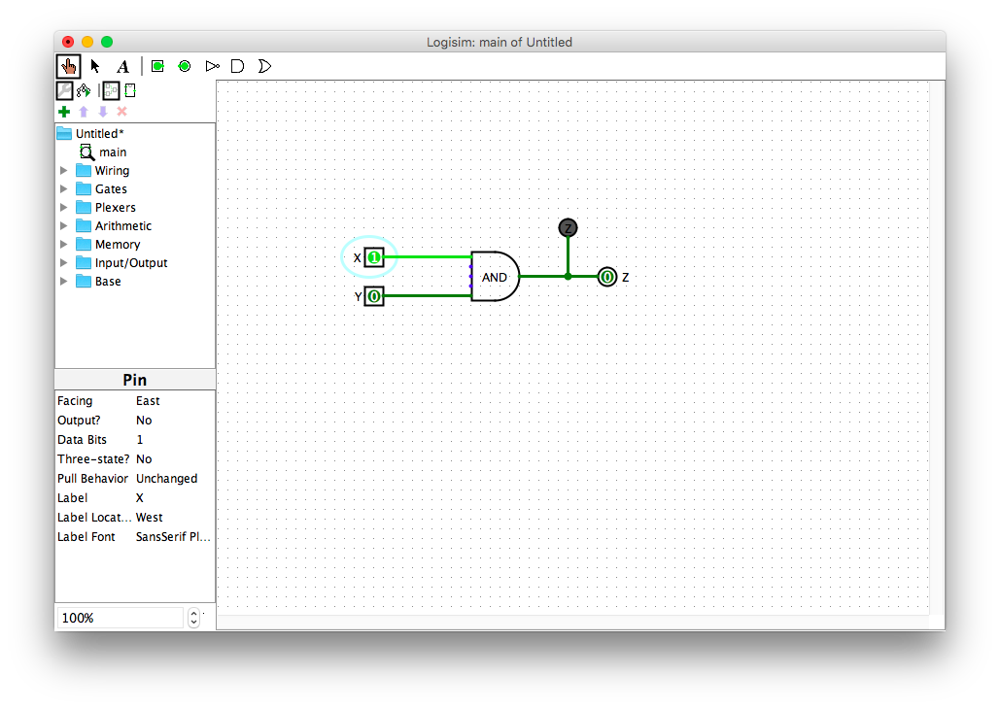 Logisim: main of Untitled
A
Untitled*
main
Wiring
Gates
Plexers
Arithmetic
Memory
Input/Output
Base
Z
X 1
AND
0 Z
Y 0
Pin
Facing East
Output? No
Data Bits 1
Three-state? No
Pull Behavior Unchanged
Label X
Label Locat... West
Label Font SansSerif Pl...
100%